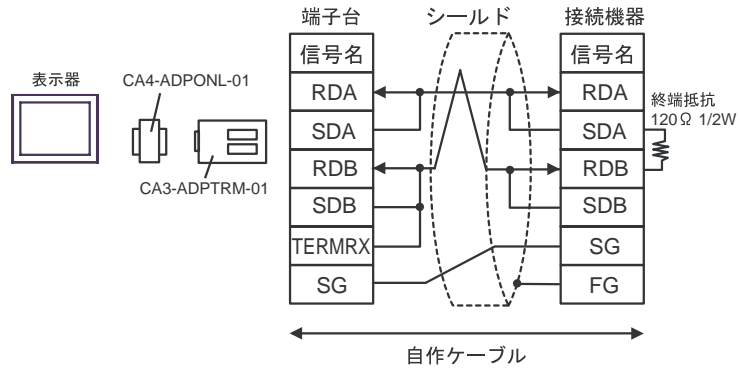 端子台
シールド
接続機器
表示器
CA4-ADPONL-01
CA3-ADPTRM-01
信号名
RDA
SDA
RDB
SDB
TERMRX
SG
信号名
RDA
SDA
RDB
SDB
SG
FG
終端抵抗
120Ω 1/2W
自作ケーブル